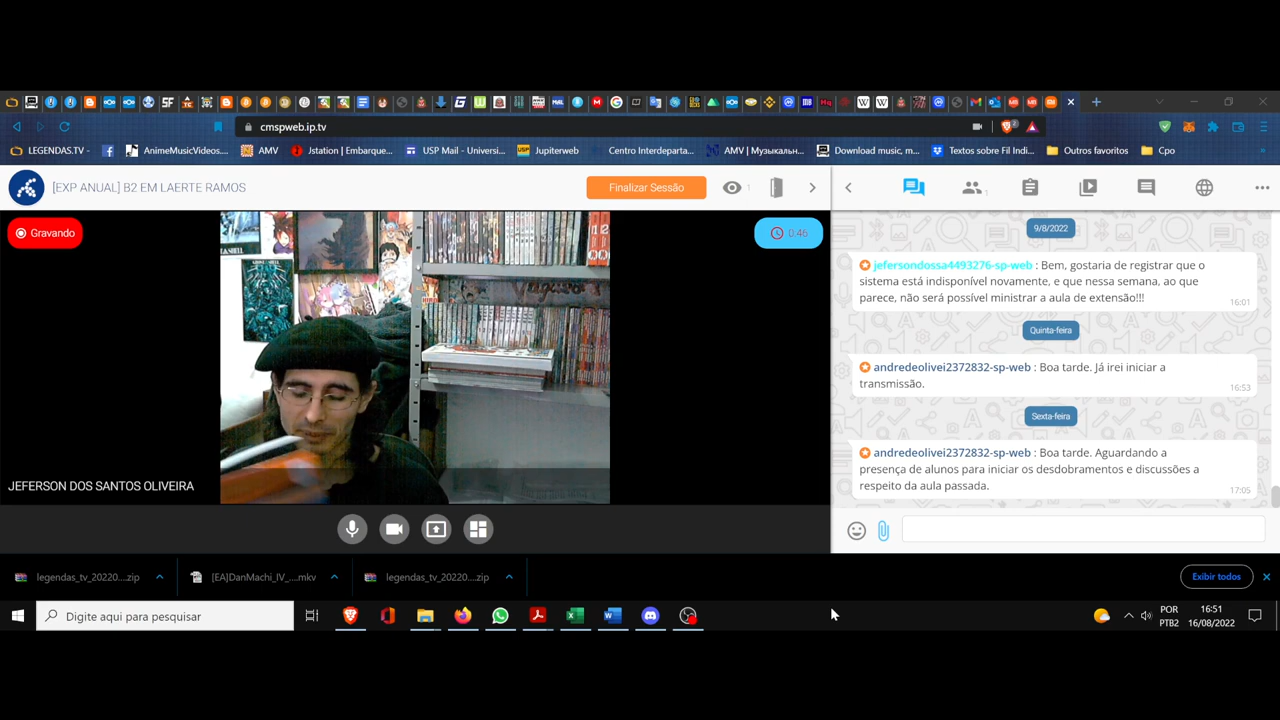 cmspweb.ip.tv
2
LEGENDAS.TV -
AnimeMusicVideos...
AMV
Jstation | Embarque...
USP Mail - Universi...
Jupiterweb
Centro Interdeparta...
AMV | Музыкальн...
Download music, m...
Textos sobre Fil Indi...
Outros favoritos
Cpo
[EXP ANUAL] B2 EM LAERTE RAMOS
Finalizar Sessão
1
1
Gravando
0:46
JEFERSON DOS SANTOS OLIVEIRA
9/8/2022
jefersondossa4493276-sp-web : Bem, gostaria de registrar que o
sistema está indisponível novamente, e que nessa semana, ao que
parece, não será possível ministrar a aula de extensão!!!
16:01
Quinta-feira
andredeolivei2372832-sp-web : Boa tarde. Já irei iniciar a
transmissão.
16:53
Sexta-feira
andredeolivei2372832-sp-web : Boa tarde. Aguardando a
presença de alunos para iniciar os desdobramentos e discussões a
respeito da aula passada.
17:05
legendas_tv_20220....zip
[EA]DanMachi_IV_....mkv
legendas_tv_20220....zip
Exibir todos
Digite aqui para pesquisar
POR
PTB2
16:51
16/08/2022